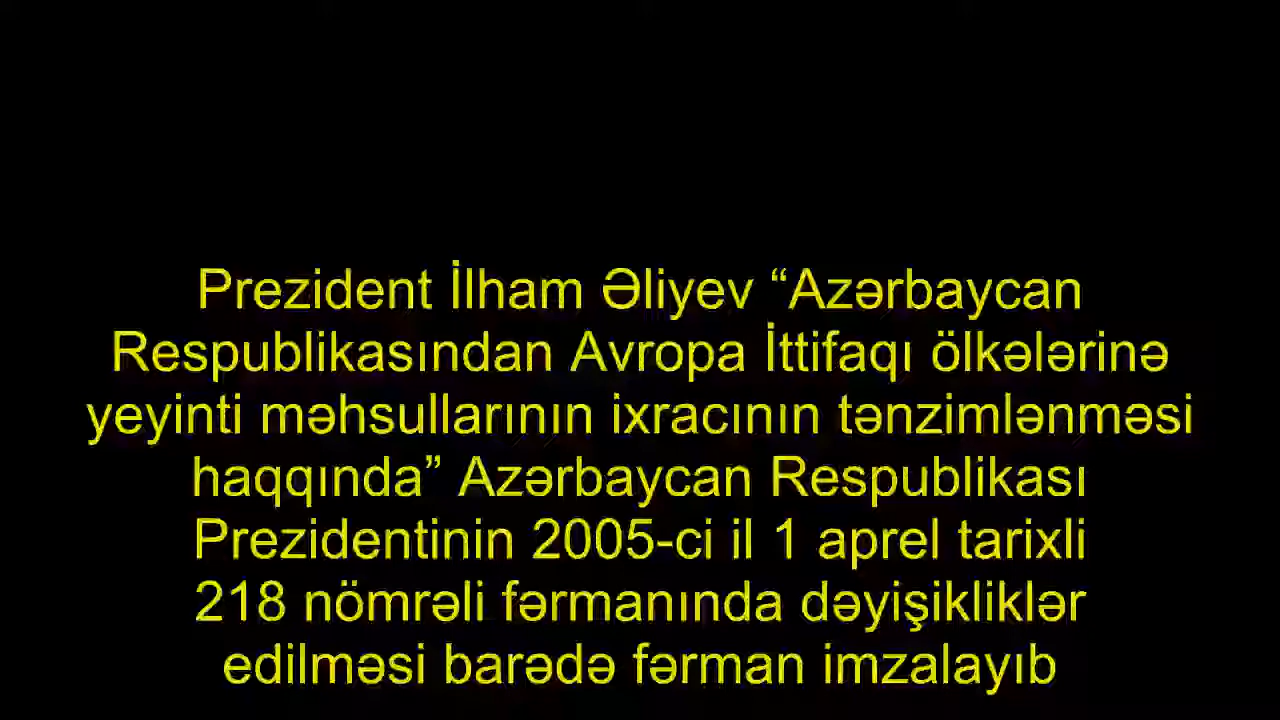 Prezident İlham Əliyev “Azərbaycan
Respublikasından Avropa İttifaqı ölkələrinə
yeyinti məhsullarının ixracının tənzimlənməsi
haqqında” Azərbaycan Respublikası
Prezidentinin 2005-ci il 1 aprel tarixli
218 nömrəli fərmanında dəyişikliklər
edilməsi barədə fərman imzalayıb